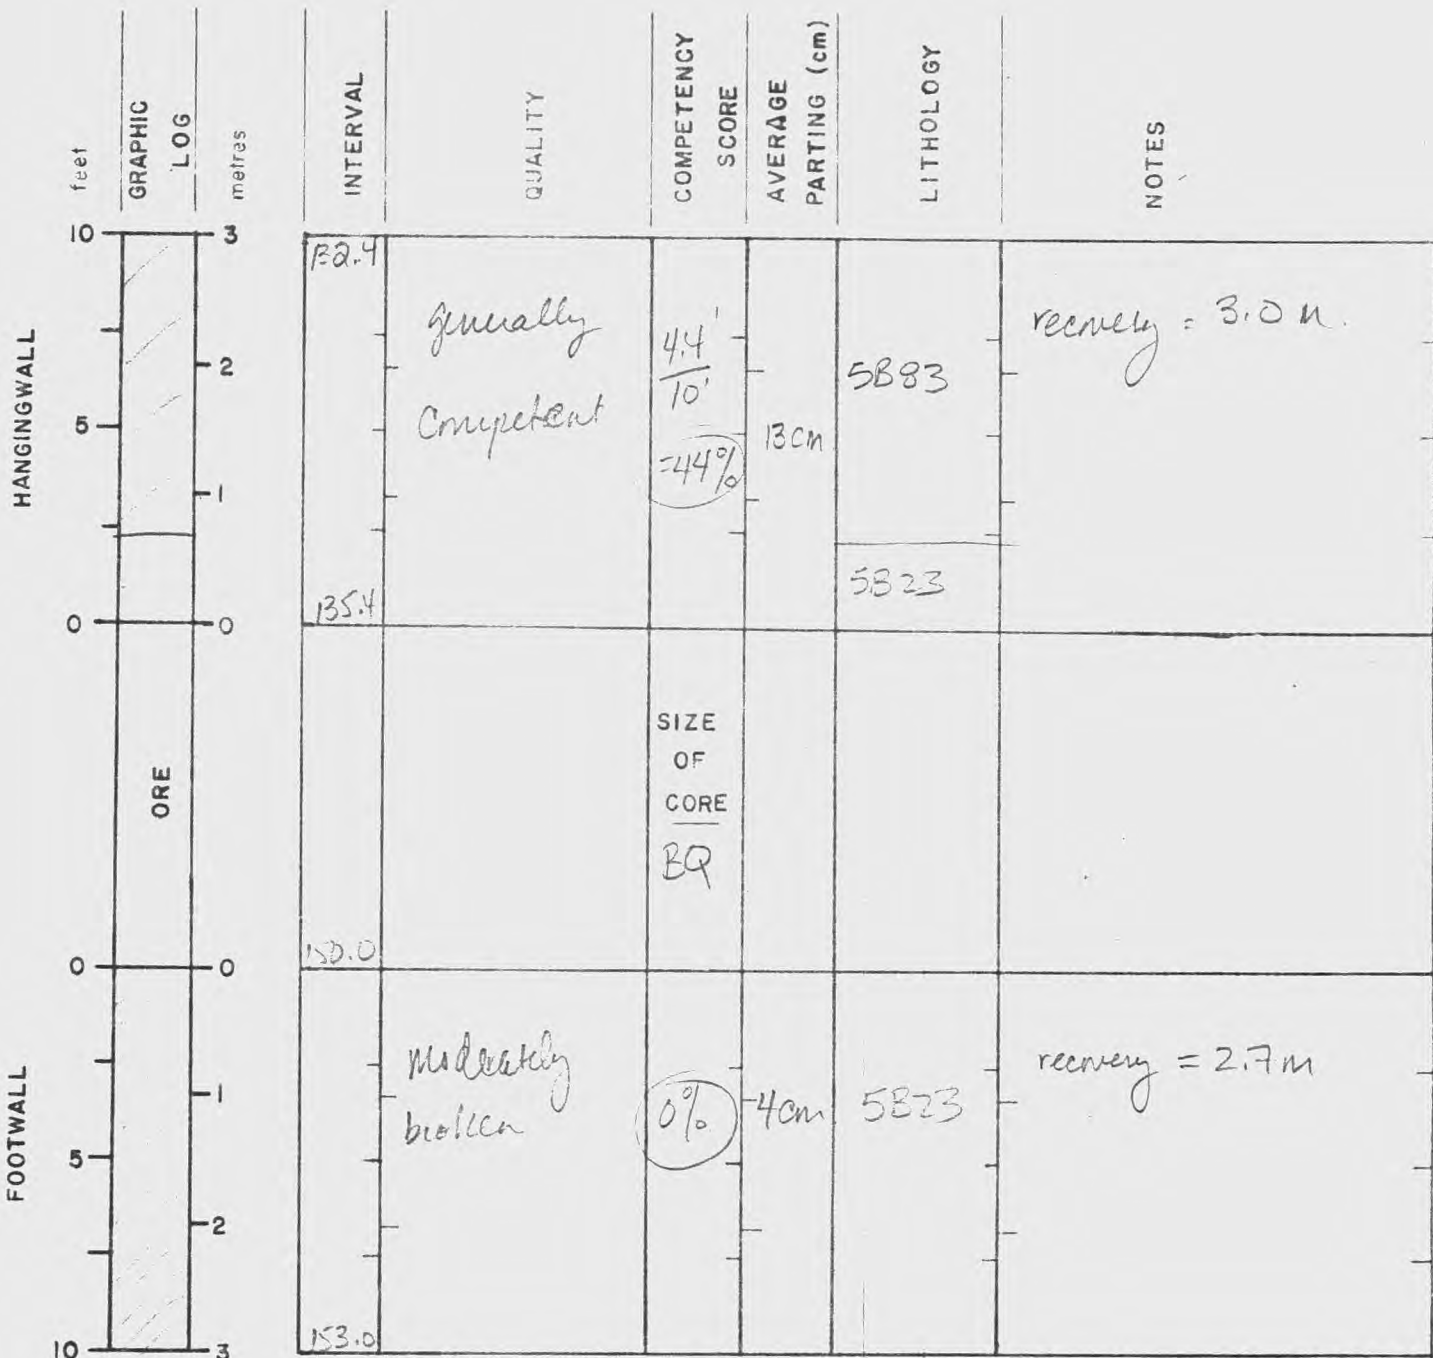 feet
GRAPHIC
LOG
metres
INTERVAL
QUALITY
COMPETENCY
SCORE
AVERAGE
PARTING (cm)
LITHOLOGY
NOTES
HANGINGWALL
10
5
0
3
2
1
0
132.4
135.4
generally
Competent
4.4'
10'
=44%
13cm
5B83
5B23
recovery = 3.0 m.
ORE
SIZE
OF
CORE
BQ
150.0
FOOTWALL
0
5
10
0
1
2
3
153.0
Moderately
broken
0%
4cm
5B23
recovery = 2.7m